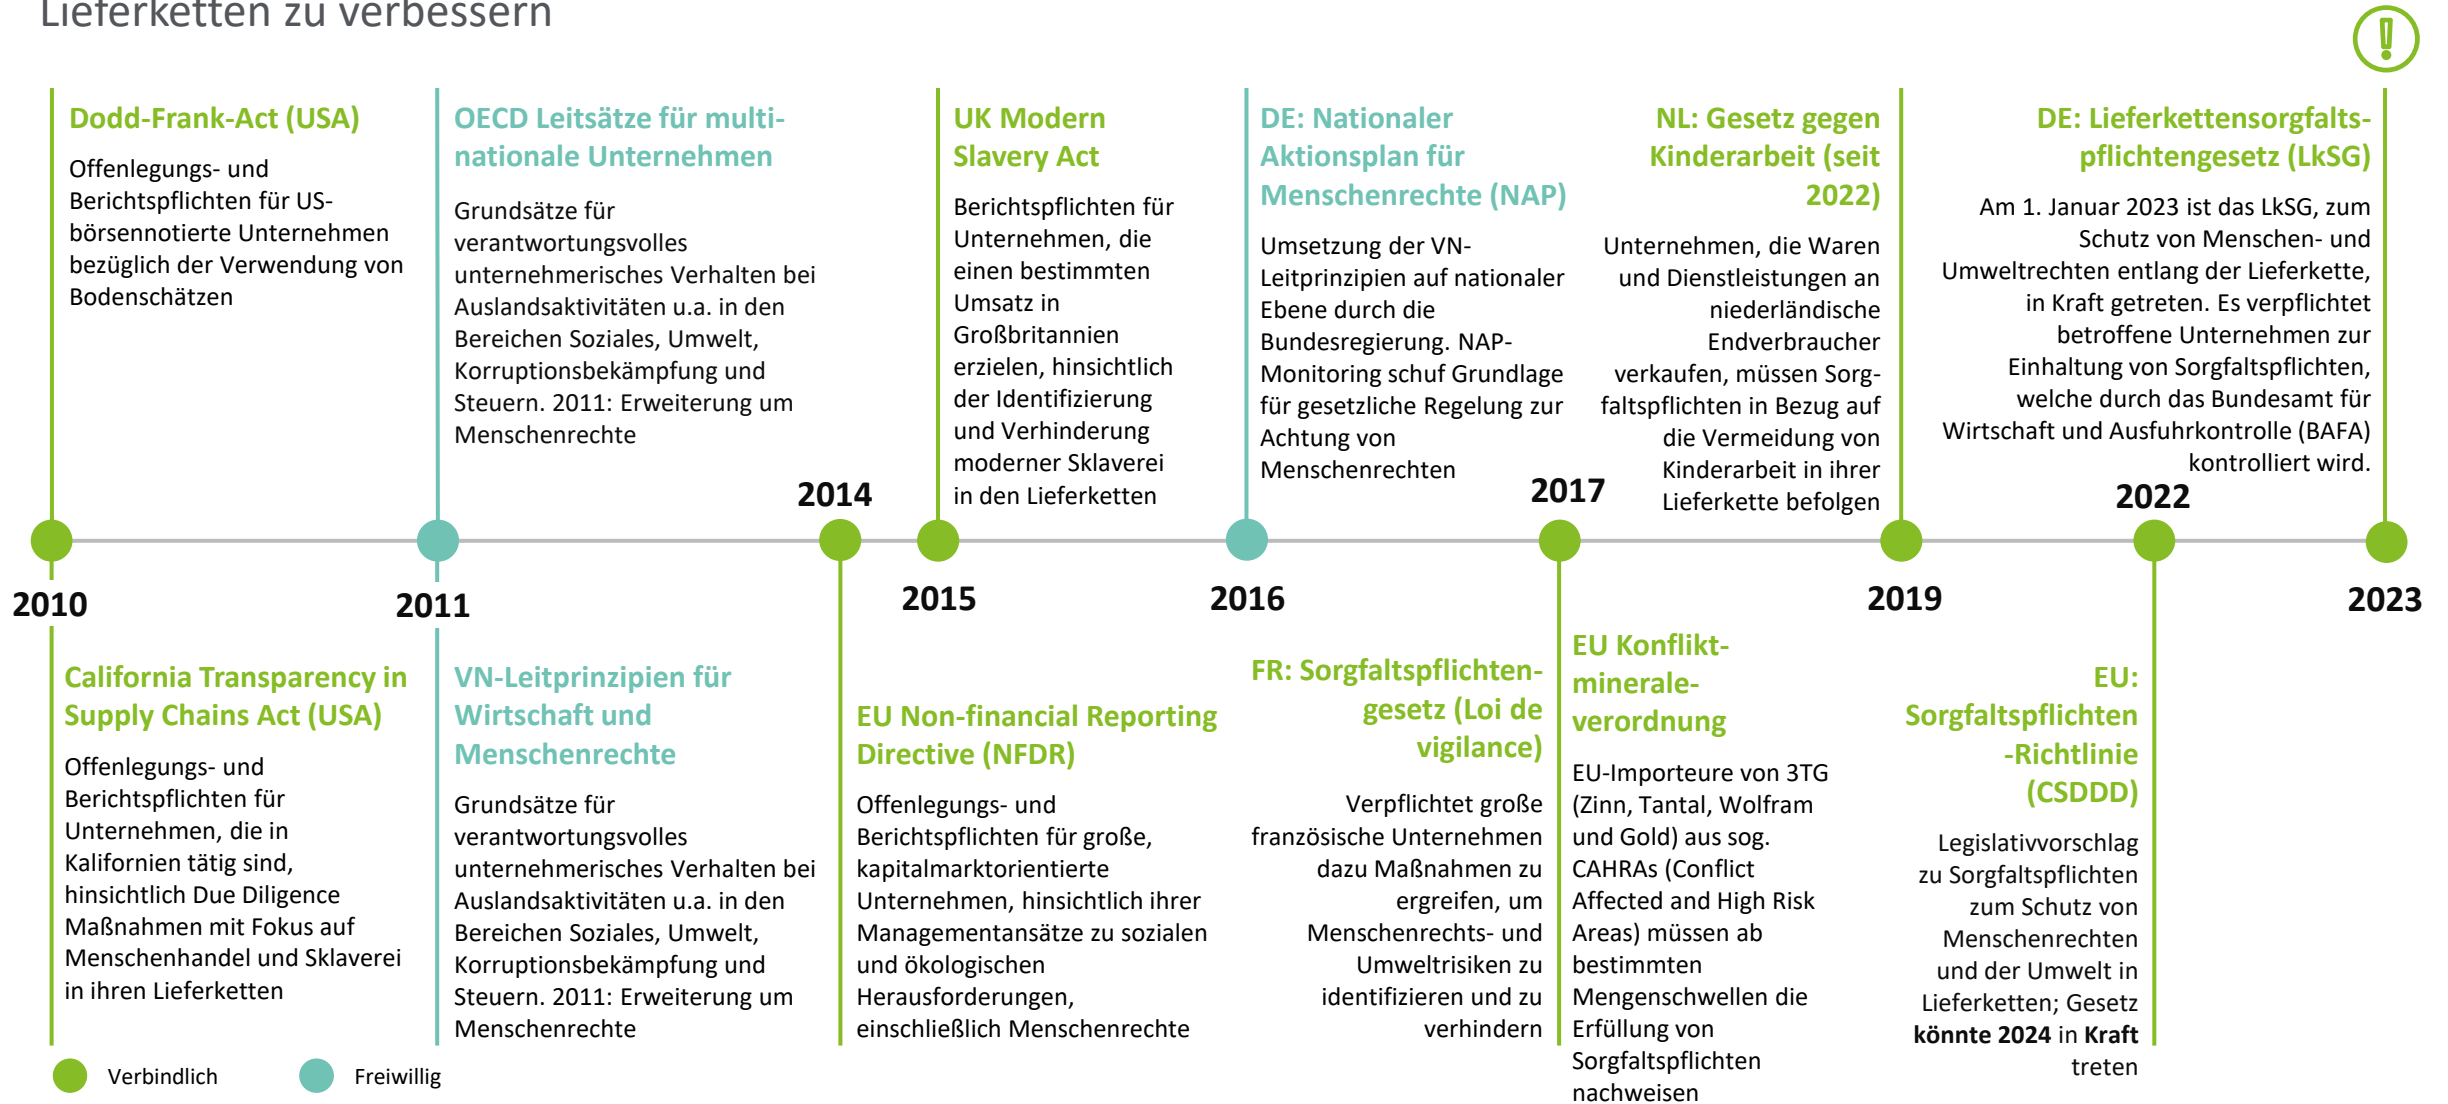 Lieferketten zu verbessern
Dodd-Frank-Act (USA)
Offenlegungs- und
Berichtspflichten für US-
börsennotierte Unternehmen
bezüglich der Verwendung von
Bodenschätzen
OECD Leitsätze für multi-
nationale Unternehmen
Grundsätze für
verantwortungsvolles
unternehmerisches Verhalten bei
Auslandsaktivitäten u.a. in den
Bereichen Soziales, Umwelt,
Korruptionsbekämpfung und
Steuern. 2011: Erweiterung um
Menschenrechte
UK Modern
Slavery Act
Berichtspflichten für
Unternehmen, die
einen bestimmten
Umsatz in
Großbritannien
erzielen, hinsichtlich
der Identifizierung
und Verhinderung
moderner Sklaverei
in den Lieferketten
DE: Nationaler
Aktionsplan für
Menschenrechte (NAP)
Umsetzung der VN-
Leitprinzipien auf nationaler
Ebene durch die
Bundesregierung. NAP-
Monitoring schuf Grundlage
für gesetzliche Regelung zur
Achtung von
Menschenrechten
NL: Gesetz gegen
Kinderarbeit (seit
2022)
Unternehmen, die Waren
und Dienstleistungen an
niederländische
Endverbraucher
verkaufen, müssen Sorg-
faltspflichten in Bezug auf
die Vermeidung von
Kinderarbeit in ihrer
Lieferkette befolgen
DE: Lieferkettensorgfalts-
pflichtengesetz (LkSG)
Am 1. Januar 2023 ist das LkSG, zum
Schutz von Menschen- und
Umweltrechten entlang der Lieferkette,
in Kraft getreten. Es verpflichtet
betroffene Unternehmen zur
Einhaltung von Sorgfaltspflichten,
welche durch das Bundesamt für
Wirtschaft und Ausfuhrkontrolle (BAFA)
kontrolliert wird.
2010
2011
2014
2015
2016
2017
2019
2022
2023
California Transparency in
Supply Chains Act (USA)
Offenlegungs- und
Berichtspflichten für
Unternehmen, die in
Kalifornien tätig sind,
hinsichtlich Due Diligence
Maßnahmen mit Fokus auf
Menschenhandel und Sklaverei
in ihren Lieferketten
VN-Leitprinzipien für
Wirtschaft und
Menschenrechte
Grundsätze für
verantwortungsvolles
unternehmerisches Verhalten bei
Auslandsaktivitäten u.a. in den
Bereichen Soziales, Umwelt,
Korruptionsbekämpfung und
Steuern. 2011: Erweiterung um
Menschenrechte
EU Non-financial Reporting
Directive (NFDR)
Offenlegungs- und
Berichtspflichten für große,
kapitalmarktorientierte
Unternehmen, hinsichtlich ihrer
Managementansätze zu sozialen
und ökologischen
Herausforderungen,
einschließlich Menschenrechte
FR: Sorgfaltspflichten-
gesetz (Loi de
vigilance)
Verpflichtet große
französische Unternehmen
dazu Maßnahmen zu
ergreifen, um
Menschenrechts- und
Umweltrisiken zu
identifizieren und zu
verhindern
EU Konflikt-
minerale-
verordnung
EU-Importeure von 3TG
(Zinn, Tantal, Wolfram
und Gold) aus sog.
CAHRAs (Conflict
Affected and High Risk
Areas) müssen ab
bestimmten
Mengenschwellen die
Erfüllung von
Sorgfaltspflichten
nachweisen
EU:
Sorgfaltspflichten
-Richtlinie
(CSDDD)
Legislativvorschlag
zu Sorgfaltspflichten
zum Schutz von
Menschenrechten
und der Umwelt in
Lieferketten; Gesetz
könnte 2024 in Kraft
treten
Verbindlich
Freiwillig